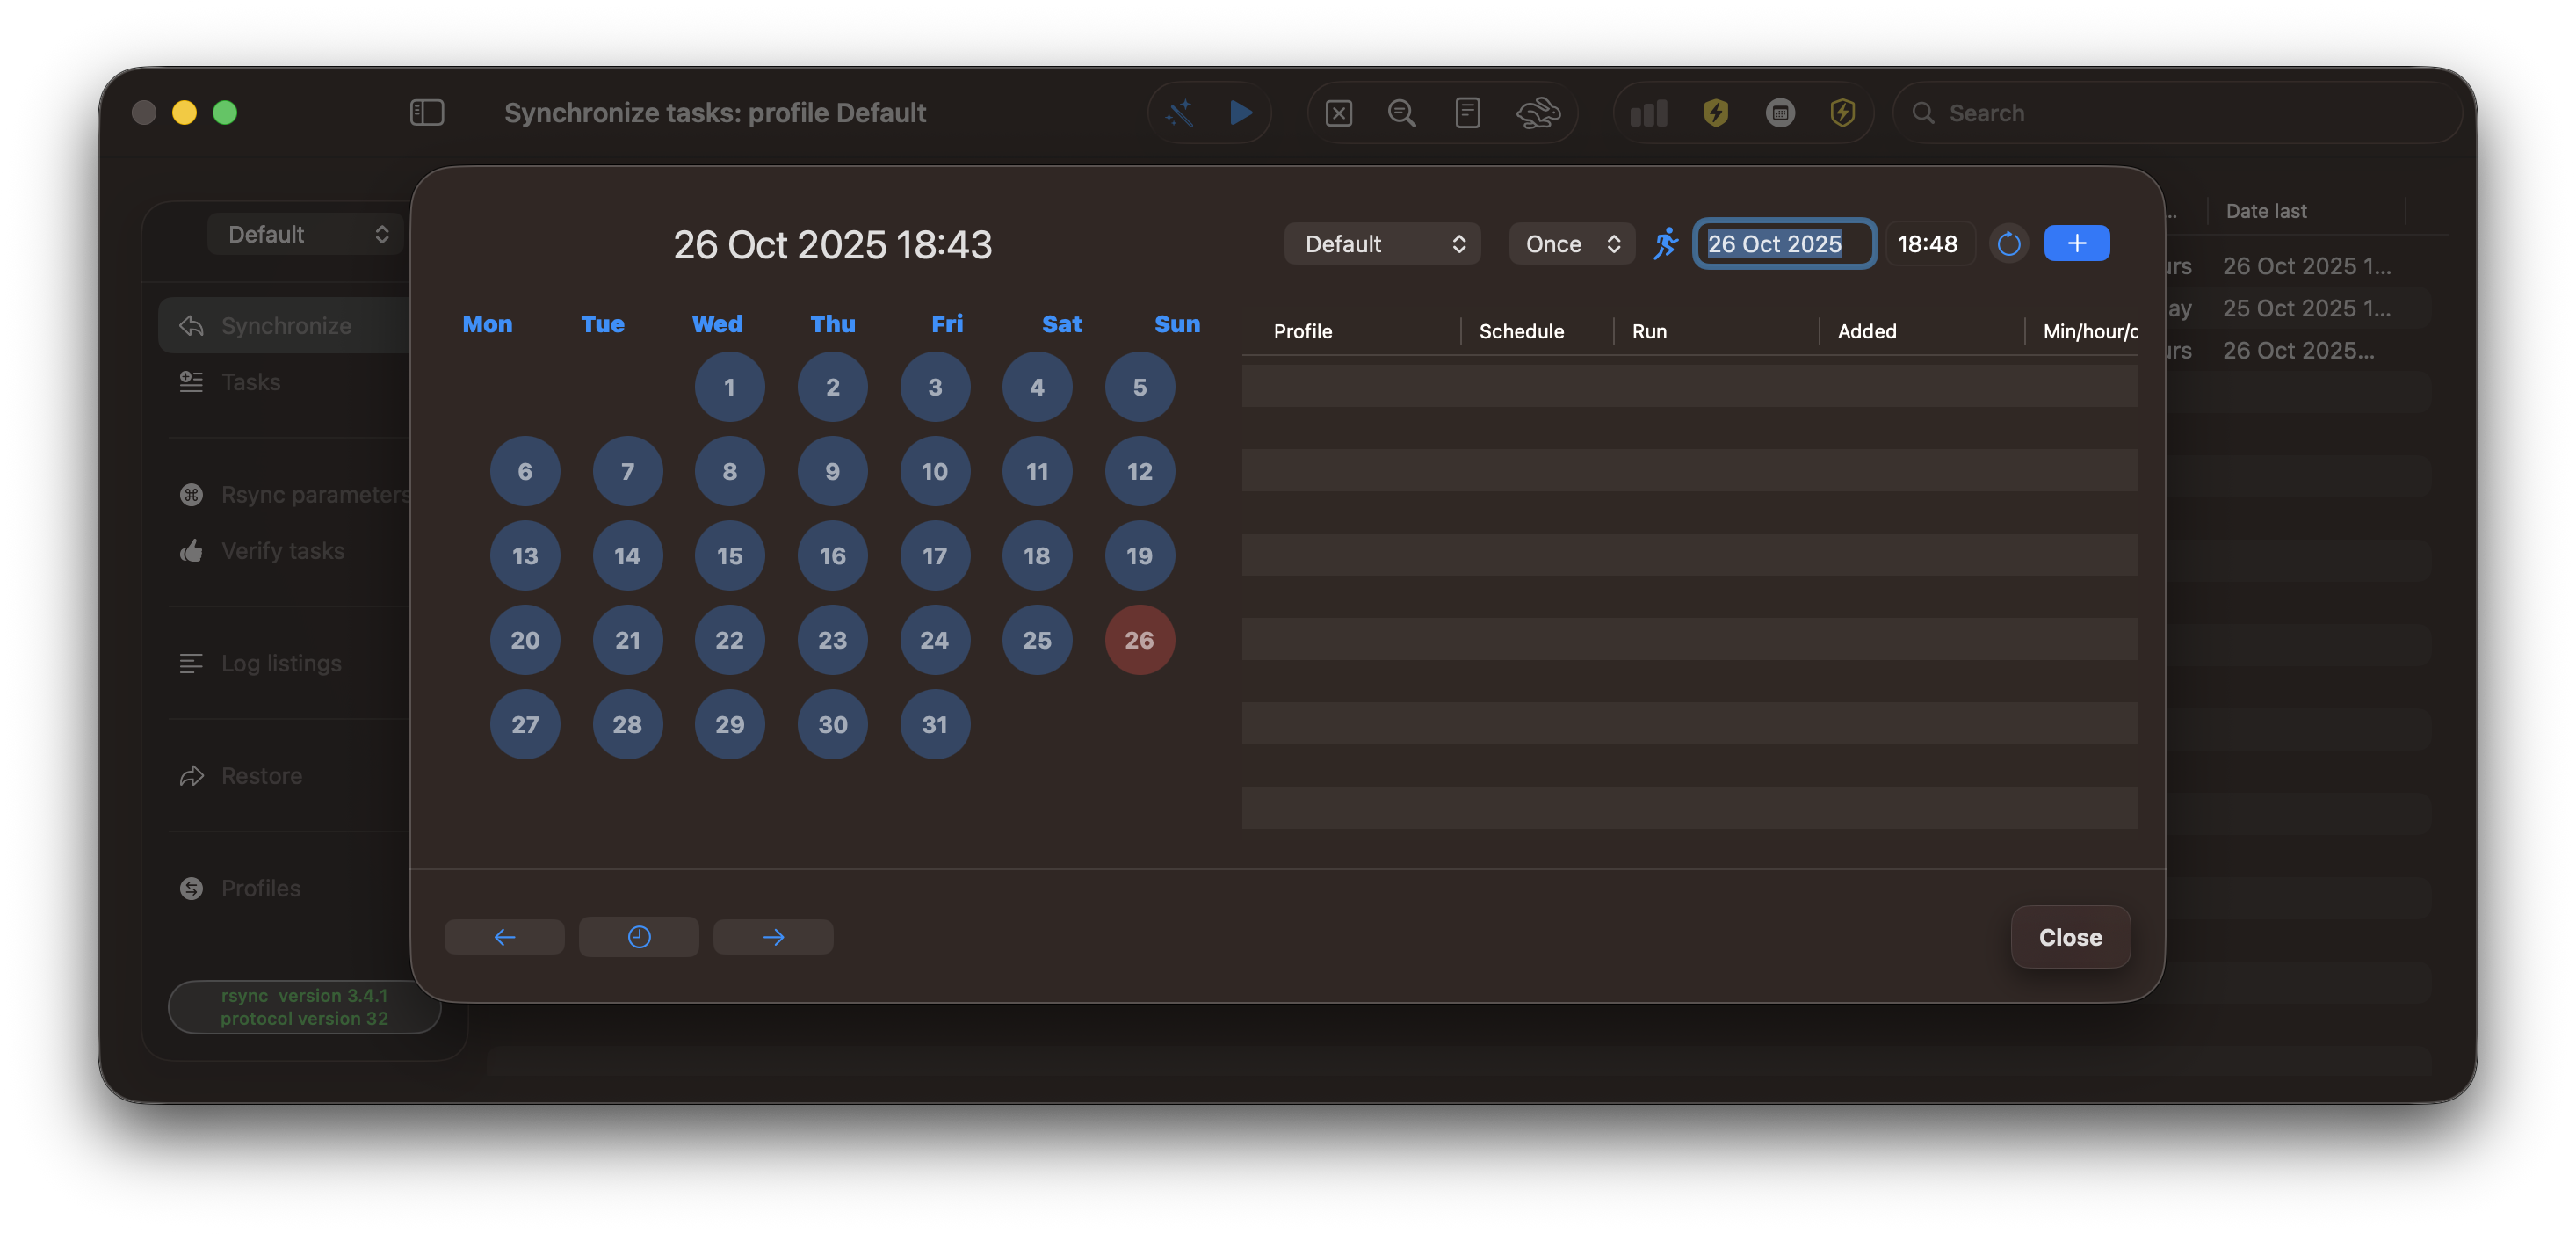 Synchronize tasks: profile Default
Search
Default
Synchronize
Tasks
Rsync parameters
Verify tasks
Log listings
Restore
Profiles
rsync version 3.4.1
protocol version 32
26 Oct 2025 18:43
Mon Tue Wed Thu Fri Sat Sun
1 2 3 4 5
6 7 8 9 10 11 12
13 14 15 16 17 18 19
20 21 22 23 24 25 26
27 28 29 30 31
Default Once 26 Oct 2025 18:48
Profile Schedule Run Added Min/hour/d
Close
.. Date last
urs 26 Oct 2025 1...
ay 25 Oct 2025 1...
urs 26 Oct 2025...